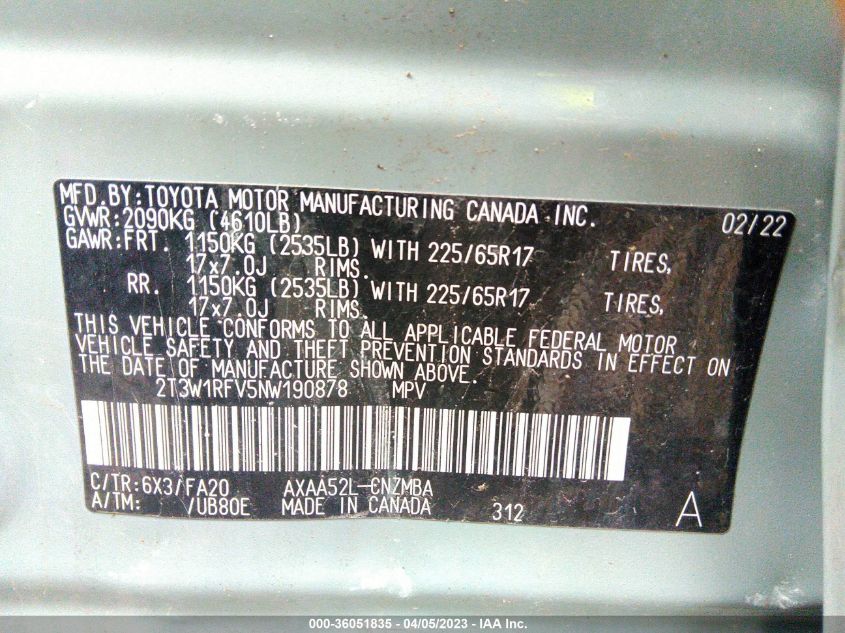 MFD.BY:TOYOTA MOTOR MANUFACTURING CANADA INC. 02/22
GVWR:2090KG (4610LB)
GAWR:FRT. 1150KG (2535LB) WITH 225/65R17 TIRES,
17x7.0J RIMS.
RR. 1150KG (2535LB) WITH 225/65R17 TIRES,
17x7.0J RIMS.
THIS VEHICLE CONFORMS TO ALL APPLICABLE FEDERAL MOTOR
VEHICLE SAFETY AND THEFT PREVENTION STANDARDS IN EFFECT ON
THE DATE OF MANUFACTURE SHOWN ABOVE.
2T3W1RFV5NW190878 MPV
C/TR:6X3/FA20 AXAA52L-CNZMBA
A/TM: /UB80E MADE IN CANADA 312 A
000-36051835 - 04/05/2023 - IAA Inc.